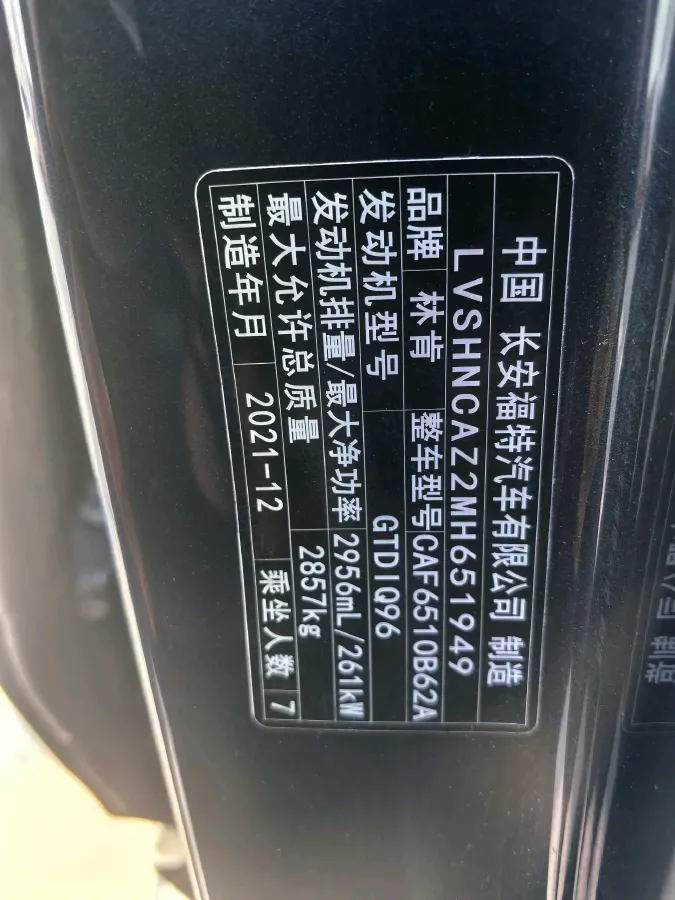 中国 长安福特汽车有限公司 制造
LVSHNCAZ2MH651949
品牌 林肯 整车型号 CAF6510B62A
发动机型号 GTDIQ96
发动机排量/最大净功率 2956mL/261kW
最大允许总质量 2857kg
制造年月 2021-12 乘坐人数 7